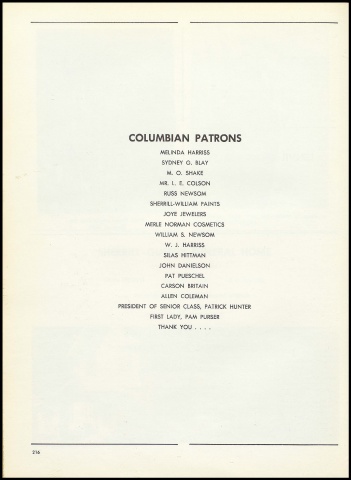 COLUMBIAN PATRONS
MELINDA HARRISS
SYDNEY G. BLAY
M. O. SHAKE
MR. L. E. COLSON
RUSS NEWSOM
SHERRILL-WILLIAM PAINTS
JOYE JEWELERS
MERLE NORMAN COSMETICS
WILLIAM S. NEWSOM
W. J. HARRISS
SILAS HITTMAN
JOHN DANIELSON
PAT PUESCHEL
CARSON BRITAIN
ALLEN COLEMAN
PRESIDENT OF SENIOR CLASS, PATRICK HUNTER
FIRST LADY, PAM PURSER
THANK YOU . . . .
216